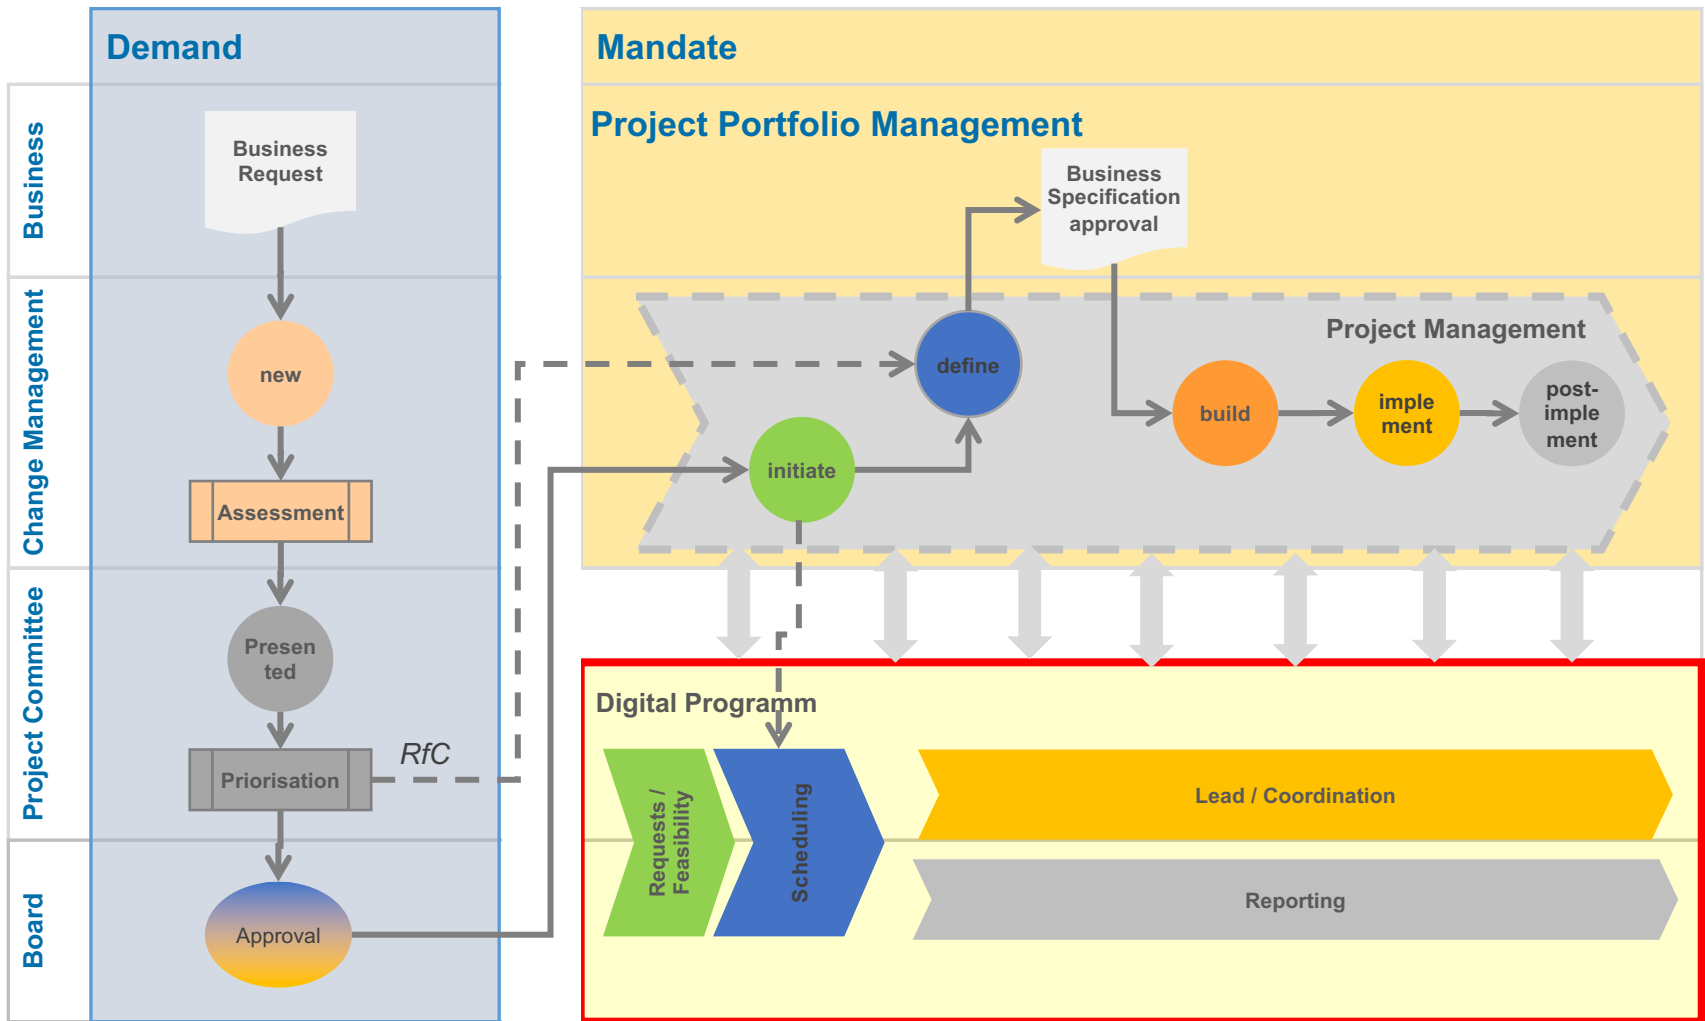 Demand
Mandate
Project Portfolio Management
Business
Business
Request
Business
Specification
approval
Change Management
new
Assessment
Project Management
define
initiate
build
imple
ment
post-
imple
ment
Project Committee
Presen
ted
Priorisation
RfC
Board
Approval
Digital Programm
Requests /
Feasibility
Scheduling
Lead / Coordination
Reporting